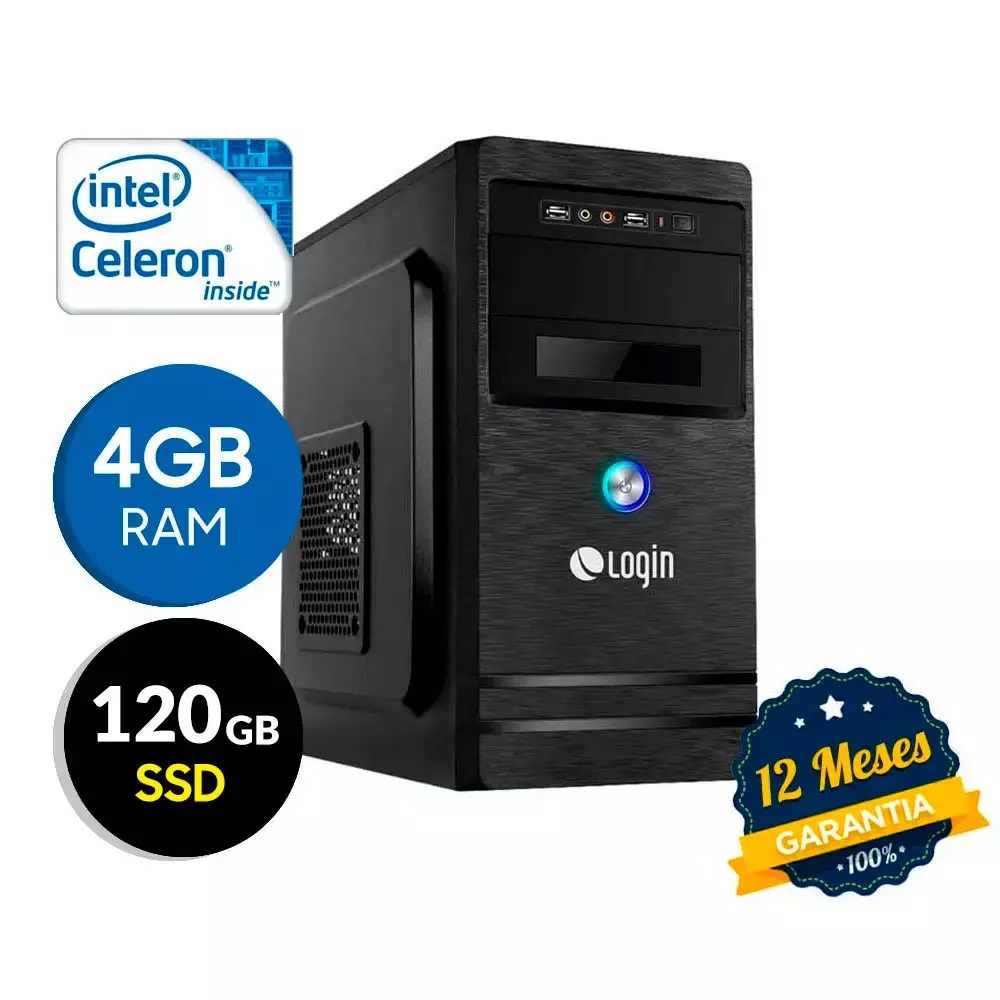 intel®
Celeron®
inside™
4GB
RAM
120GB
SSD
Login
12 Meses
GARANTIA
100%